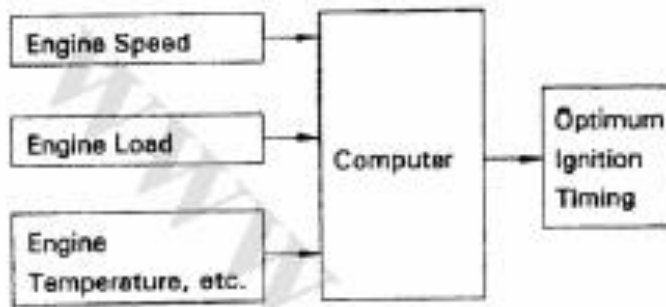 Engine Speed
Engine Load
Engine
Temperature, etc.
Computer
Optimum
Ignition
Timing